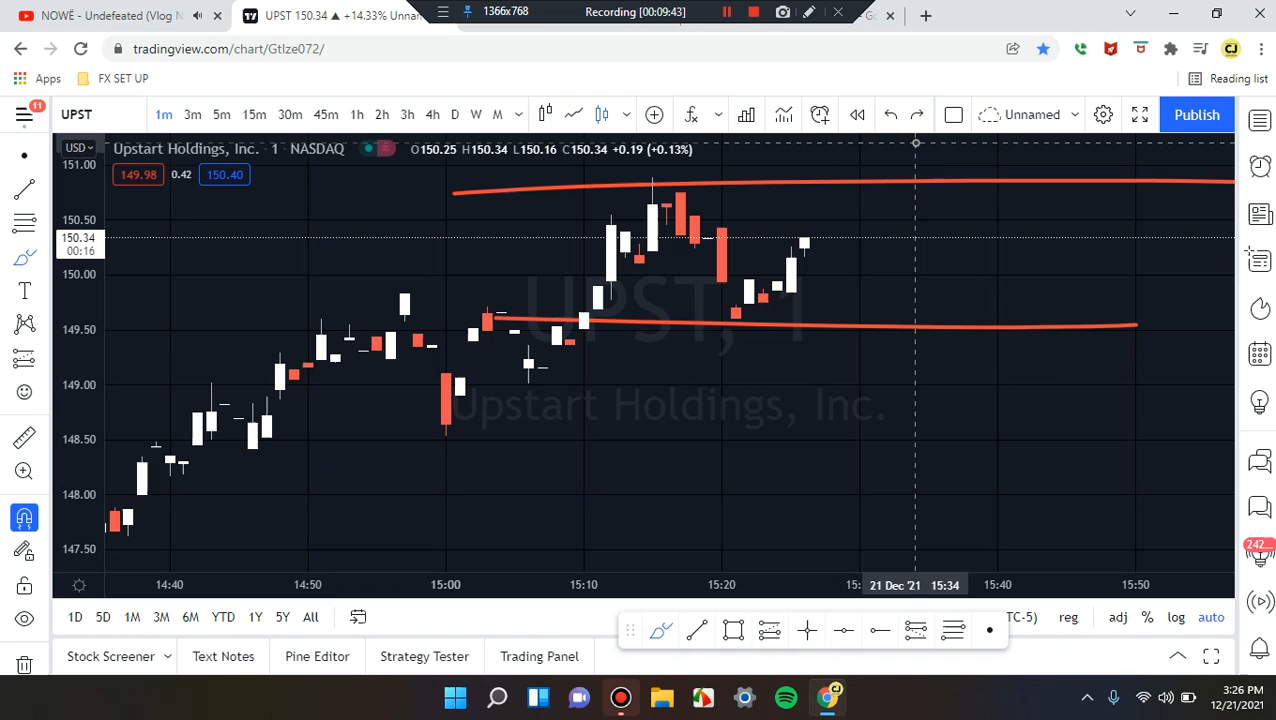 NOWË - Undefeated (Vlog N
UPST 150.34 ▲ +14.33% Unnam
1366x768
Recording [00:09:43]
tradingview.com/chart/GtIze072/
CJ
Apps
FX SET UP
Reading list
11
UPST
1m
3m
5m
15m
30m
45m
1h
2h
3h
4h
D
W
M
Unnamed
Publish
USD
Upstart Holdings, Inc. · 1 · NASDAQ
O150.25 H150.34 L150.16 C150.34 +0.19 (+0.13%)
149.98
0.42
150.40
151.00
150.50
150.34
00:16
150.00
149.50
149.00
148.50
148.00
147.50
UPST, 1
Upstart Holdings, Inc.
242
14:40
14:50
15:00
15:10
15:20
15:
21 Dec '21 15:34
15:40
15:50
1D
5D
1M
3M
6M
YTD
1Y
5Y
All
TC-5)
reg
adj
%
log
auto
Stock Screener
Text Notes
Pine Editor
Strategy Tester
Trading Panel
3:26 PM
12/21/2021